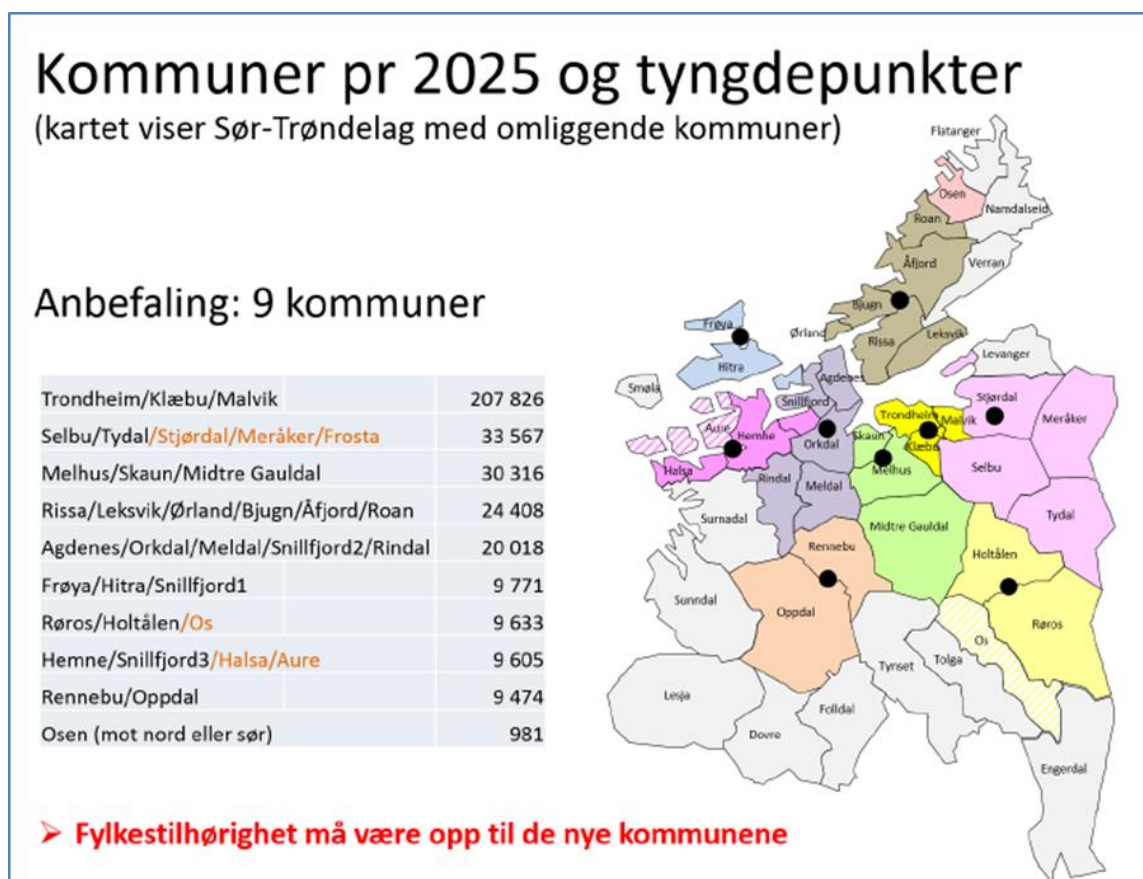 Kommuner pr 2025 og tyngdepunkter
(kartet viser Sør-Trøndelag med omliggende kommuner)
Anbefaling: 9 kommuner
Trondheim/Klæbu/Malvik 207 826
Selbu/Tydal/Stjørdal/Meråker/Frosta 33 567
Melhus/Skaun/Midtre Gauldal 30 316
Rissa/Leksvik/Ørland/Bjugn/Åfjord/Roan 24 408
Agdenes/Orkdal/Meldal/Snillfjord2/Rindal 20 018
Frøya/Hitra/Snillfjord1 9 771
Røros/Holtålen/Os 9 633
Hemne/Snillfjord3/Halsa/Aure 9 605
Rennebu/Oppdal 9 474
Osen (mot nord eller sør) 981
Flatanger
Osen
Namdalseid
Roan
Åfjord
Verran
Bjugn
Frøya
Ørland
Rissa
Leksvik
Levanger
Hitra
Smøla
Agdenes
Snillfjord
Stjørdal
Meråker
Trondheim
Malvik
Aure
Hemne
Orkdal
Skaun
Klæbu
Halsa
Rindal
Meldal
Melhus
Selbu
Surnadal
Midtre Gauldal
Tydal
Rennebu
Holtålen
Sunndal
Oppdal
Os
Røros
Tynset
Tolga
Lesja
Folldal
Dovre
Engerdal
➢ Fylkestilhørighet må være opp til de nye kommunene